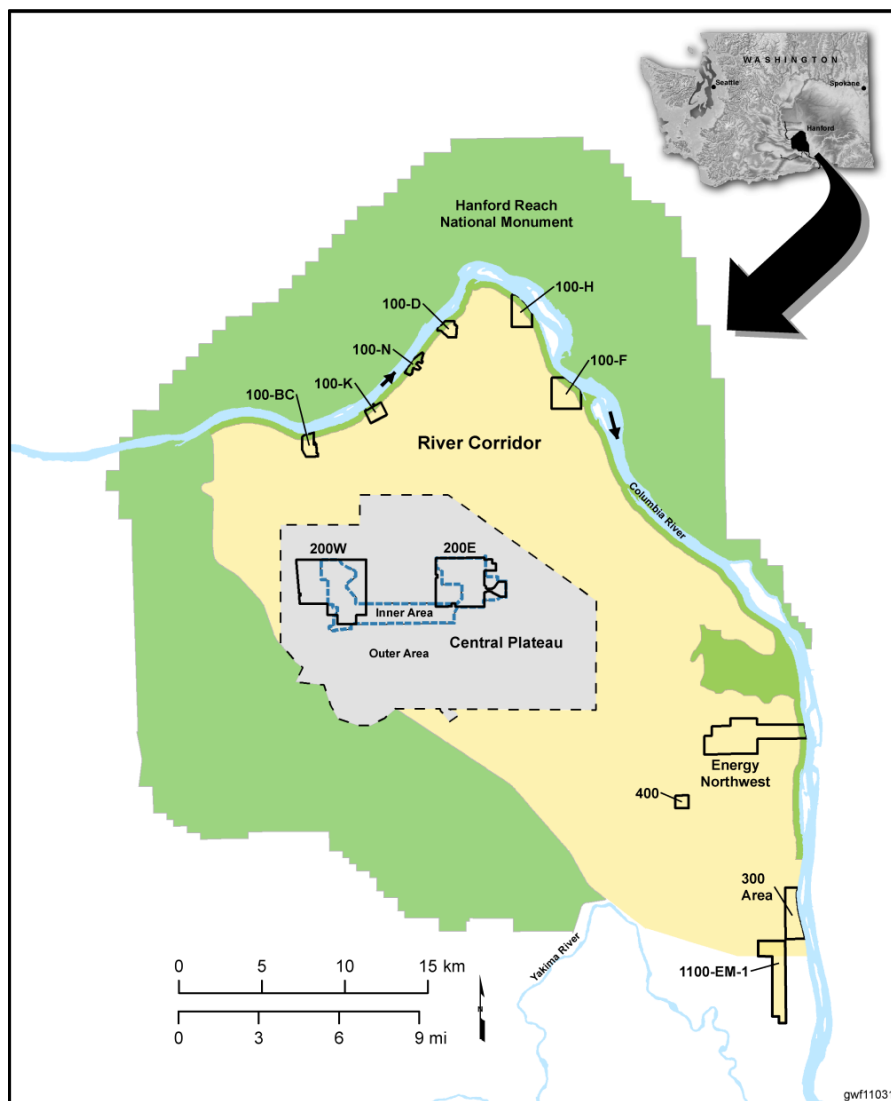 WASHINGTON
Seattle
Spokane
Hanford
Hanford Reach
National Monument
100-H
100-D
100-N
100-F
100-K
100-BC
River Corridor
Columbia River
200W
200E
Inner Area
Central Plateau
Outer Area
Energy
Northwest
400
300
Area
Yakima River
1100-EM-1
0 5 10 15 km
N
0 3 6 9 mi
gwf11031